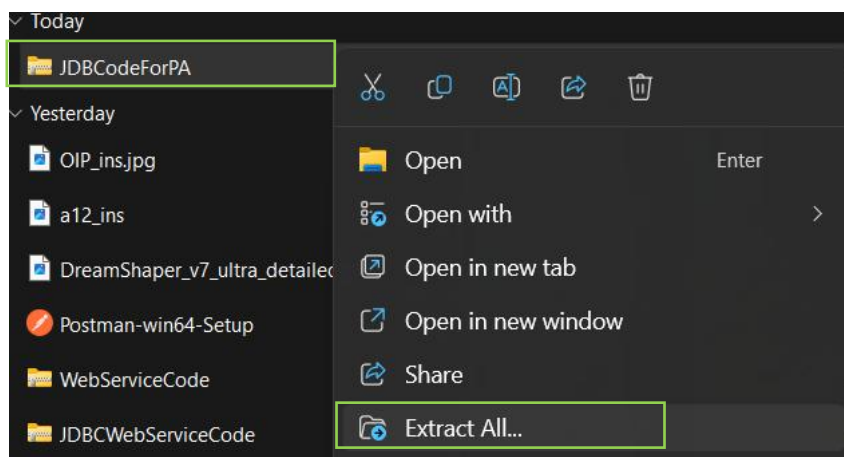 Today
JDBCodeForPA
Yesterday
OIP_ins.jpg
a12_ins
DreamShaper_v7_ultra_detailed
Postman-win64-Setup
WebServiceCode
JDBCWebServiceCode
Open Enter
Open with
Open in new tab
Open in new window
Share
Extract All...